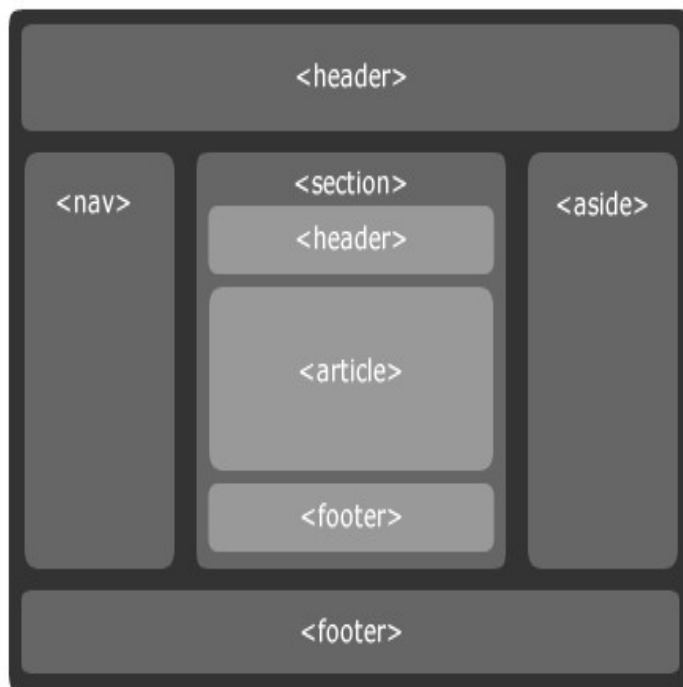 <header>
<nav>
<section>
<header>
<article>
<footer>
<aside>
<footer>